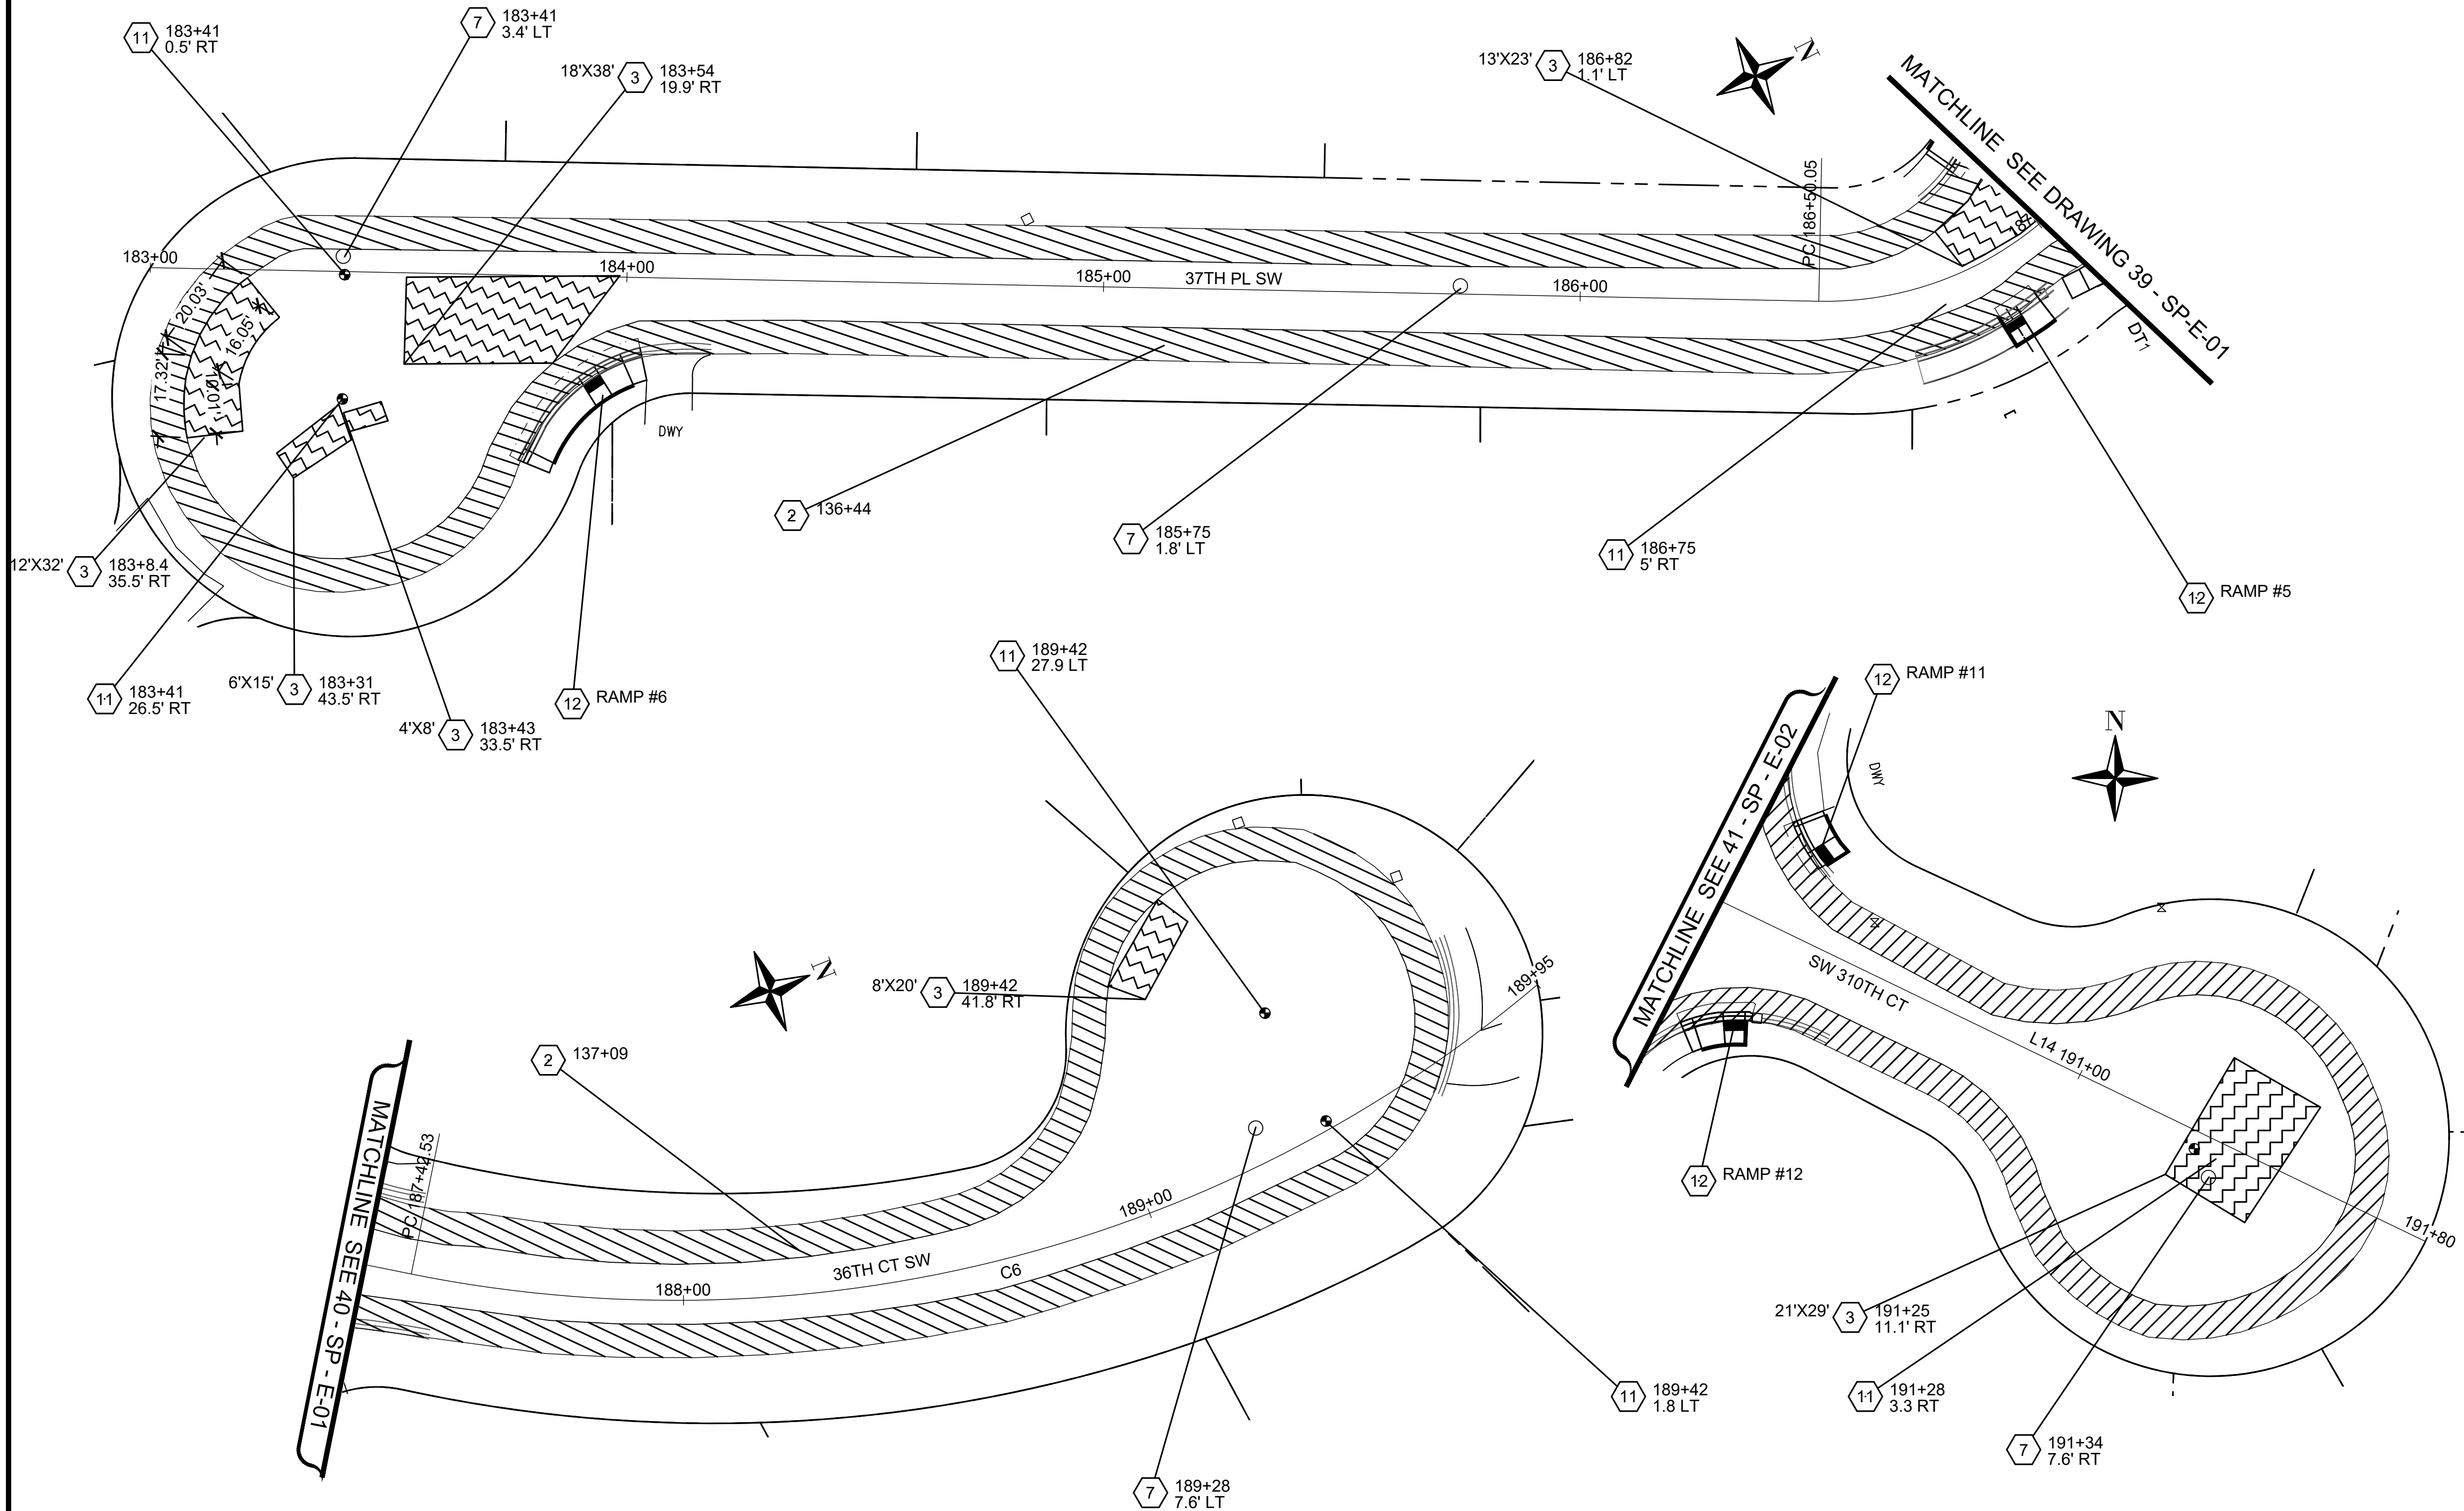 11 183+41
0.5' RT
7 183+41
3.4' LT
18'X38' 3 183+54
19.9' RT
13'X23' 3 186+82
1.1' LT
N
MATCHLINE SEE DRAWING 39 - SP-E-01
183+00
184+00
185+00
37TH PL SW
186+00
PC 186+50.05
187
20.03'
16.05'
17.32'
10.01'
DWY
DT1
2 136+44
7 185+75
1.8' LT
11 186+75
5' RT
12 RAMP #5
12'X32' 3 183+8.4
35.5' RT
11 183+41
26.5' RT
6'X15' 3 183+31
43.5' RT
4'X8' 3 183+43
33.5' RT
12 RAMP #6
11 189+42
27.9 LT
8'X20' 3 189+42
41.8' RT
N
2 137+09
MATCHLINE SEE 40 - SP - E-01
PC 187+42.53
188+00
36TH CT SW
C6
189+00
189+95
11 189+42
1.8 LT
7 189+28
7.6' LT
12 RAMP #11
DWY
N
MATCHLINE SEE 41 - SP - E-02
SW 310TH CT
L14 191+00
191+80
12 RAMP #12
21'X29' 3 191+25
11.1' RT
11 191+28
3.3 RT
7 191+34
7.6' RT